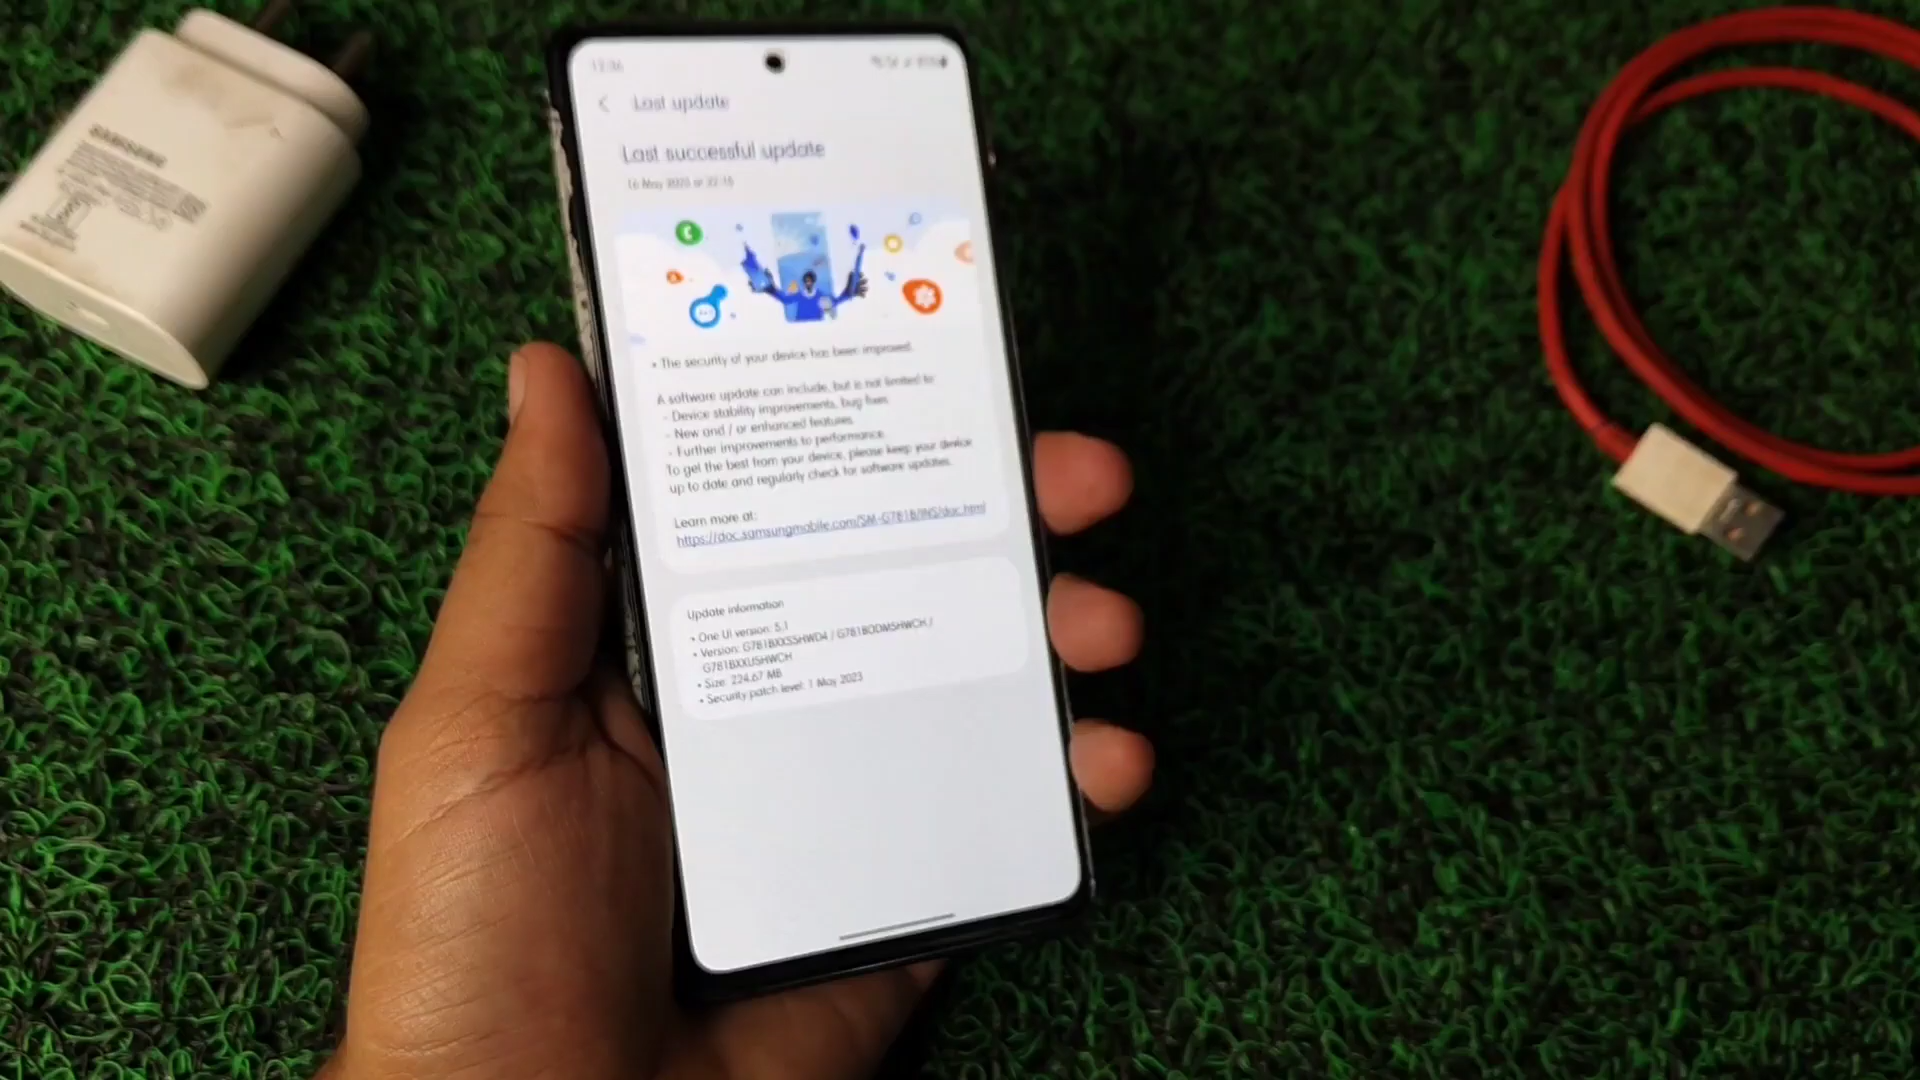 SAMSUNG
Last update
Last successful update
• The security of your device has been improved.
A software update can include, but is not limited to:
- Device stability improvements, bug fixes.
- New and / or enhanced features.
- Further improvements to performance.
To get the best from your device, please keep your device
up to date and regularly check for software updates.
Learn more at:
https://doc.samsungmobile.com/SM-G781B/INS/doc.html
Update information
• One UI version: 5.1
• Version: G781BXXS5HWD4 / G781BODM5HWCH /
G781BXXU5HWCH
• Size: 224.67 MB
• Security patch level: 1 May 2023